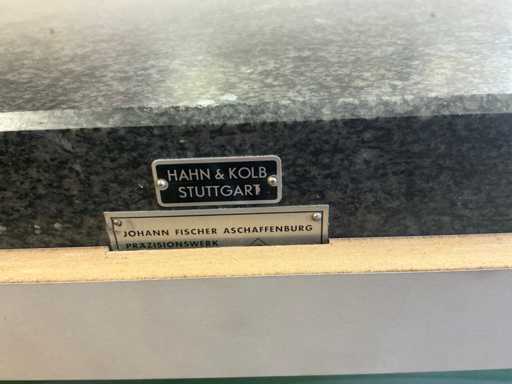 HAHN & KOLB
STUTTGART
JOHANN FISCHER ASCHAFFENBURG
PRÄZISIONSWERK